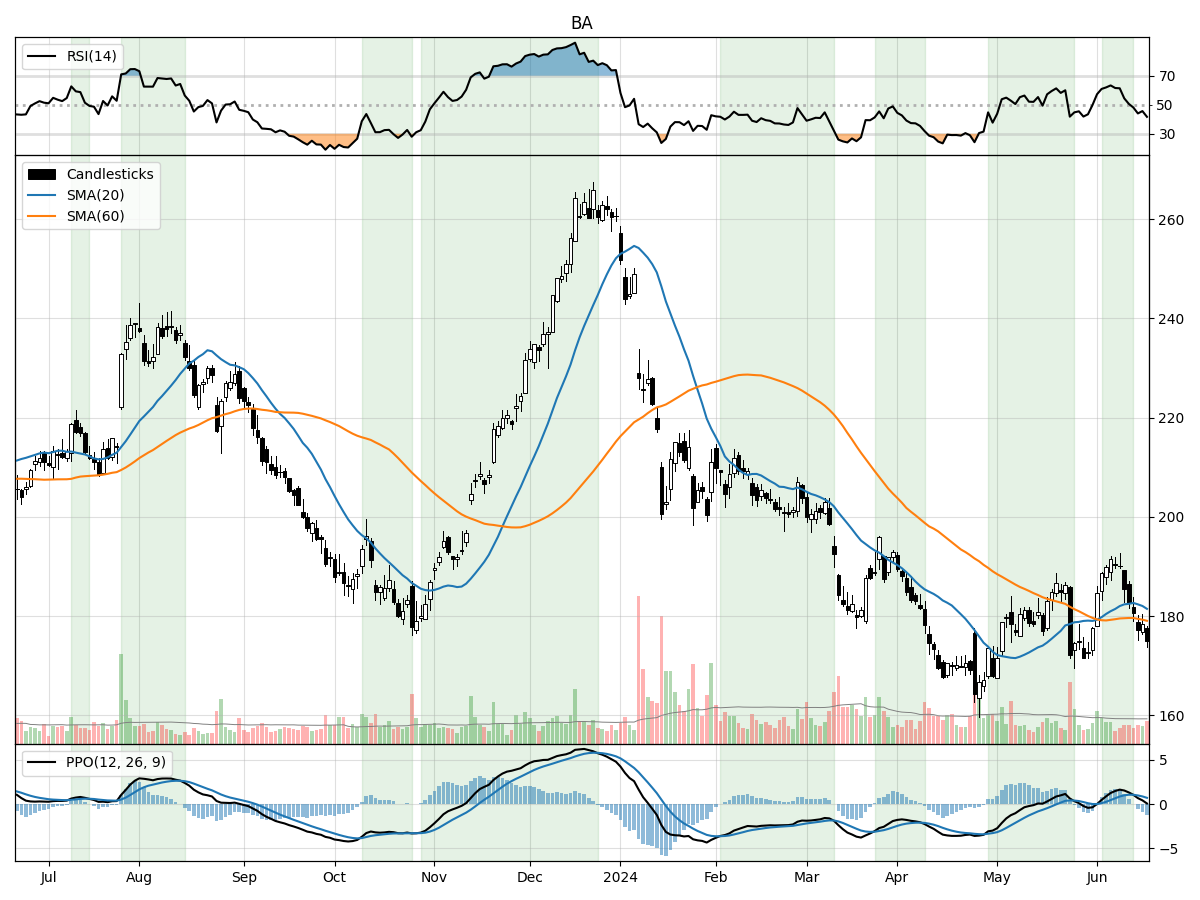 BA
RSI(14)
70
50
30
Candlesticks
SMA(20)
SMA(60)
260
240
220
200
180
160
PPO(12, 26, 9)
5
0
−5
Jul Aug Sep Oct Nov Dec 2024 Feb Mar Apr May Jun